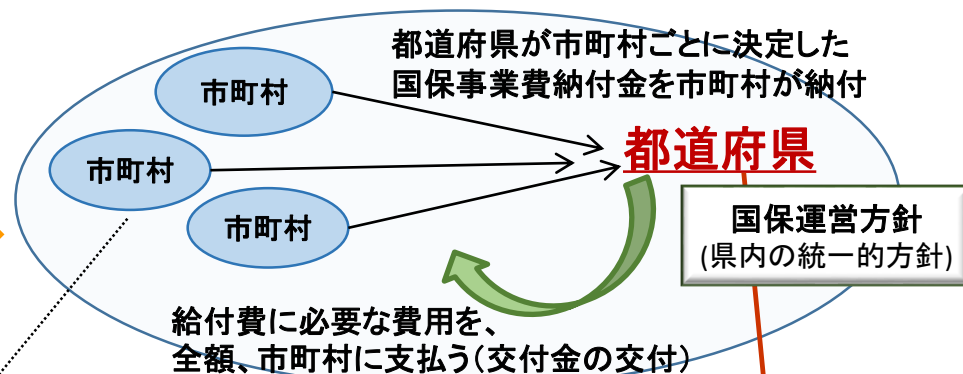 都道府県が市町村ごとに決定した
国保事業費納付金を市町村が納付
市町村
市町村
市町村
都道府県
国保運営方針
(県内の統一的方針)
給付費に必要な費用を、
全額、市町村に支払う(交付金の交付)